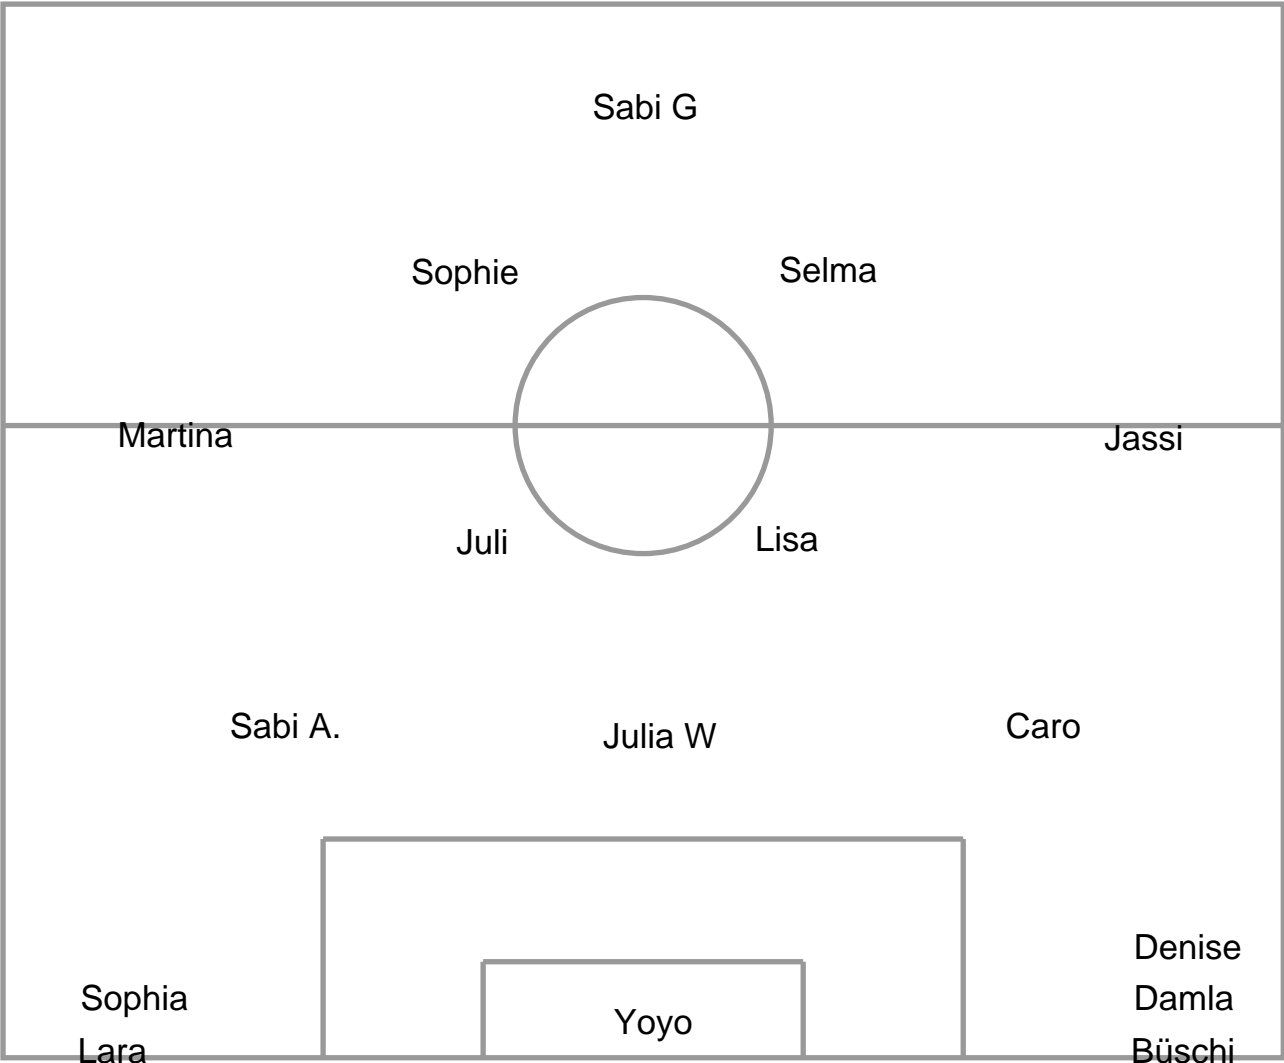 Sabi G
Sophie
Selma
Martina
Jassi
Juli
Lisa
Sabi A.
Julia W
Caro
Denise
Sophia
Damla
Yoyo
Lara
Büschi